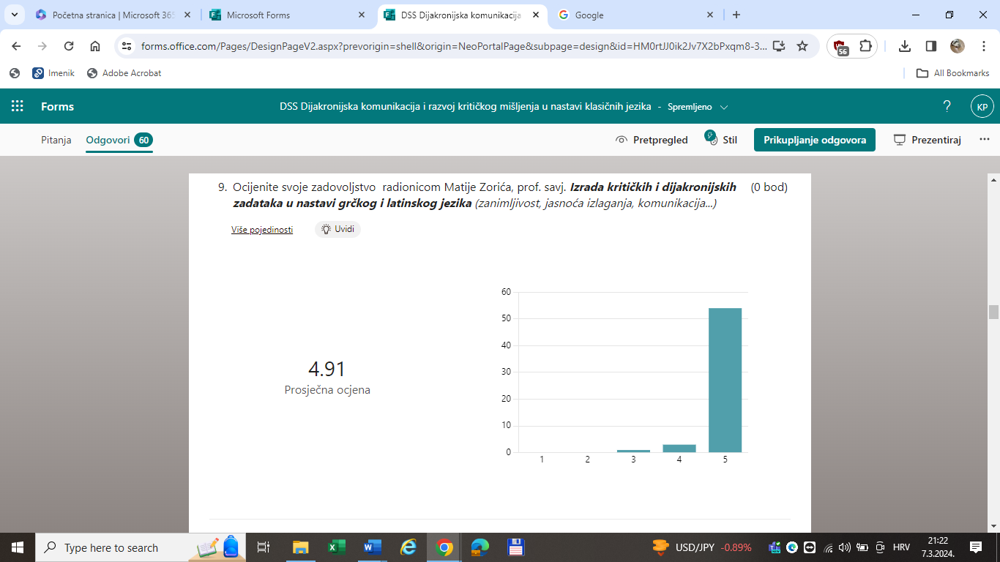 Početna stranica | Microsoft 365
Microsoft Forms
DSS Dijakronijska komunikacija
Google
forms.office.com/Pages/DesignPageV2.aspx?prevorigin=shell&origin=NeoPortalPage&subpage=design&id=HM0rtJJ0ik2Jv7X2bPxqm8-3...
56
Imenik
Adobe Acrobat
All Bookmarks
Forms
DSS Dijakronijska komunikacija i razvoj kritičkog mišljenja u nastavi klasičnih jezika - Spremljeno
?
KP
Pitanja
Odgovori 60
Pretpregled
Stil
Prikupljanje odgovora
Prezentiraj
...
9. Ocijenite svoje zadovoljstvo radionicom Matije Zorića, prof. savj. Izrada kritičkih i dijakronijskih (0 bod)
zadataka u nastavi grčkog i latinskog jezika (zanimljivost, jasnoća izlaganja, komunikacija...)
Više pojedinosti
Uvidi
4.91
Prosječna ocjena
60
50
40
30
20
10
0
1 2 3 4 5
Type here to search
USD/JPY -0.89%
HRV
21:22
7.3.2024.